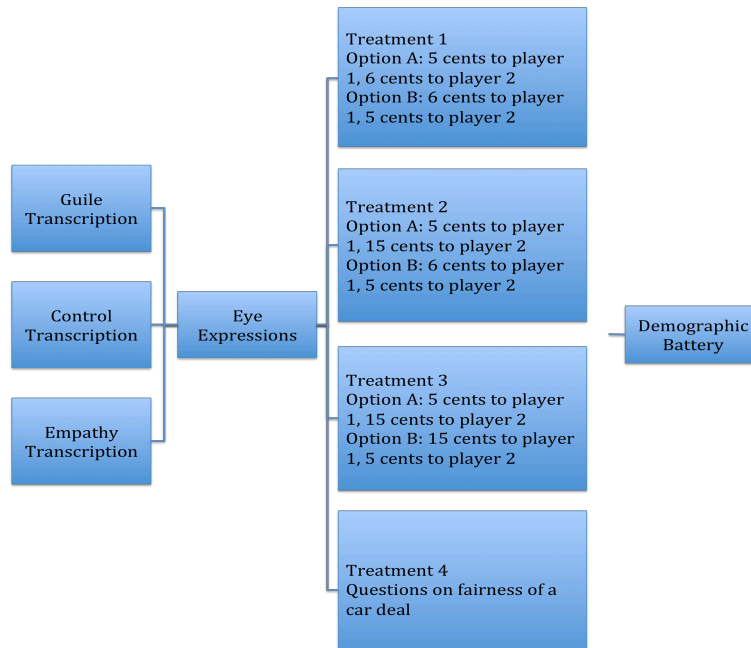 Guile
Transcription
Control
Transcription
Empathy
Transcription
Eye
Expressions
Treatment 1
Option A: 5 cents to player
1, 6 cents to player 2
Option B: 6 cents to player
1, 5 cents to player 2
Treatment 2
Option A: 5 cents to player
1, 15 cents to player 2
Option B: 6 cents to player
1, 5 cents to player 2
Treatment 3
Option A: 5 cents to player
1, 15 cents to player 2
Option B: 15 cents to player
1, 5 cents to player 2
Treatment 4
Questions on fairness of a
car deal
Demographic
Battery